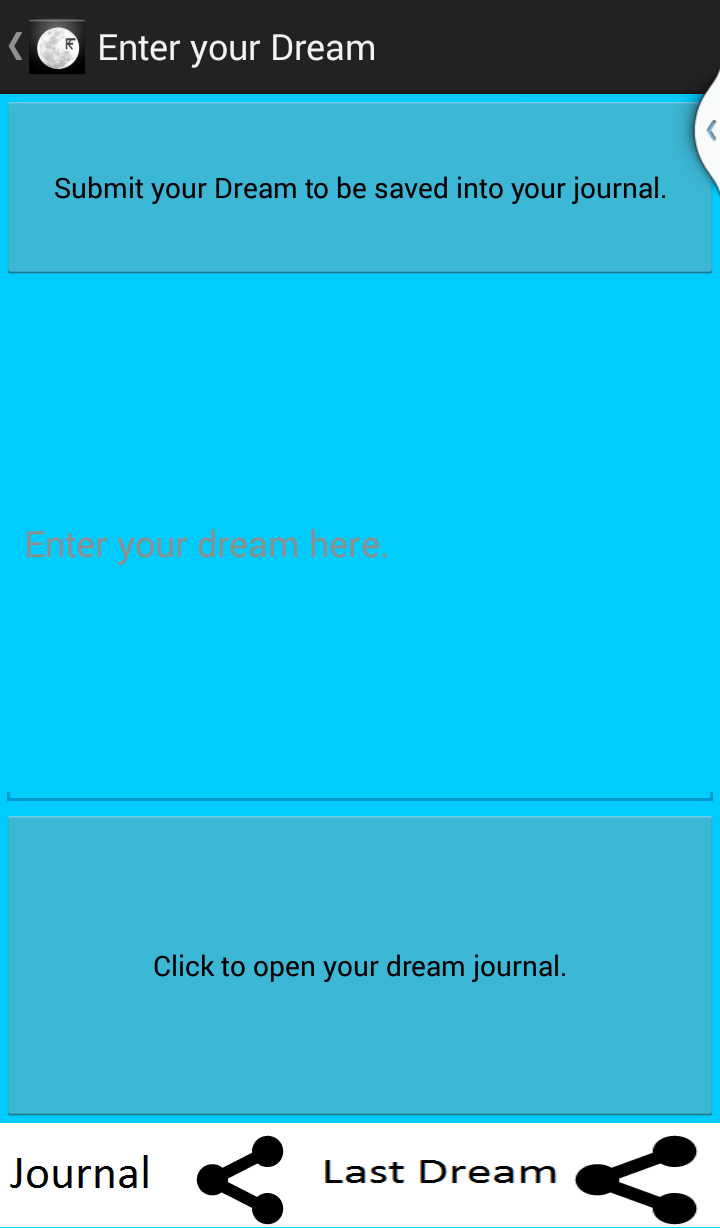 Enter your Dream
Submit your Dream to be saved into your journal.
Enter your dream here.
Click to open your dream journal.
Journal
Last Dream